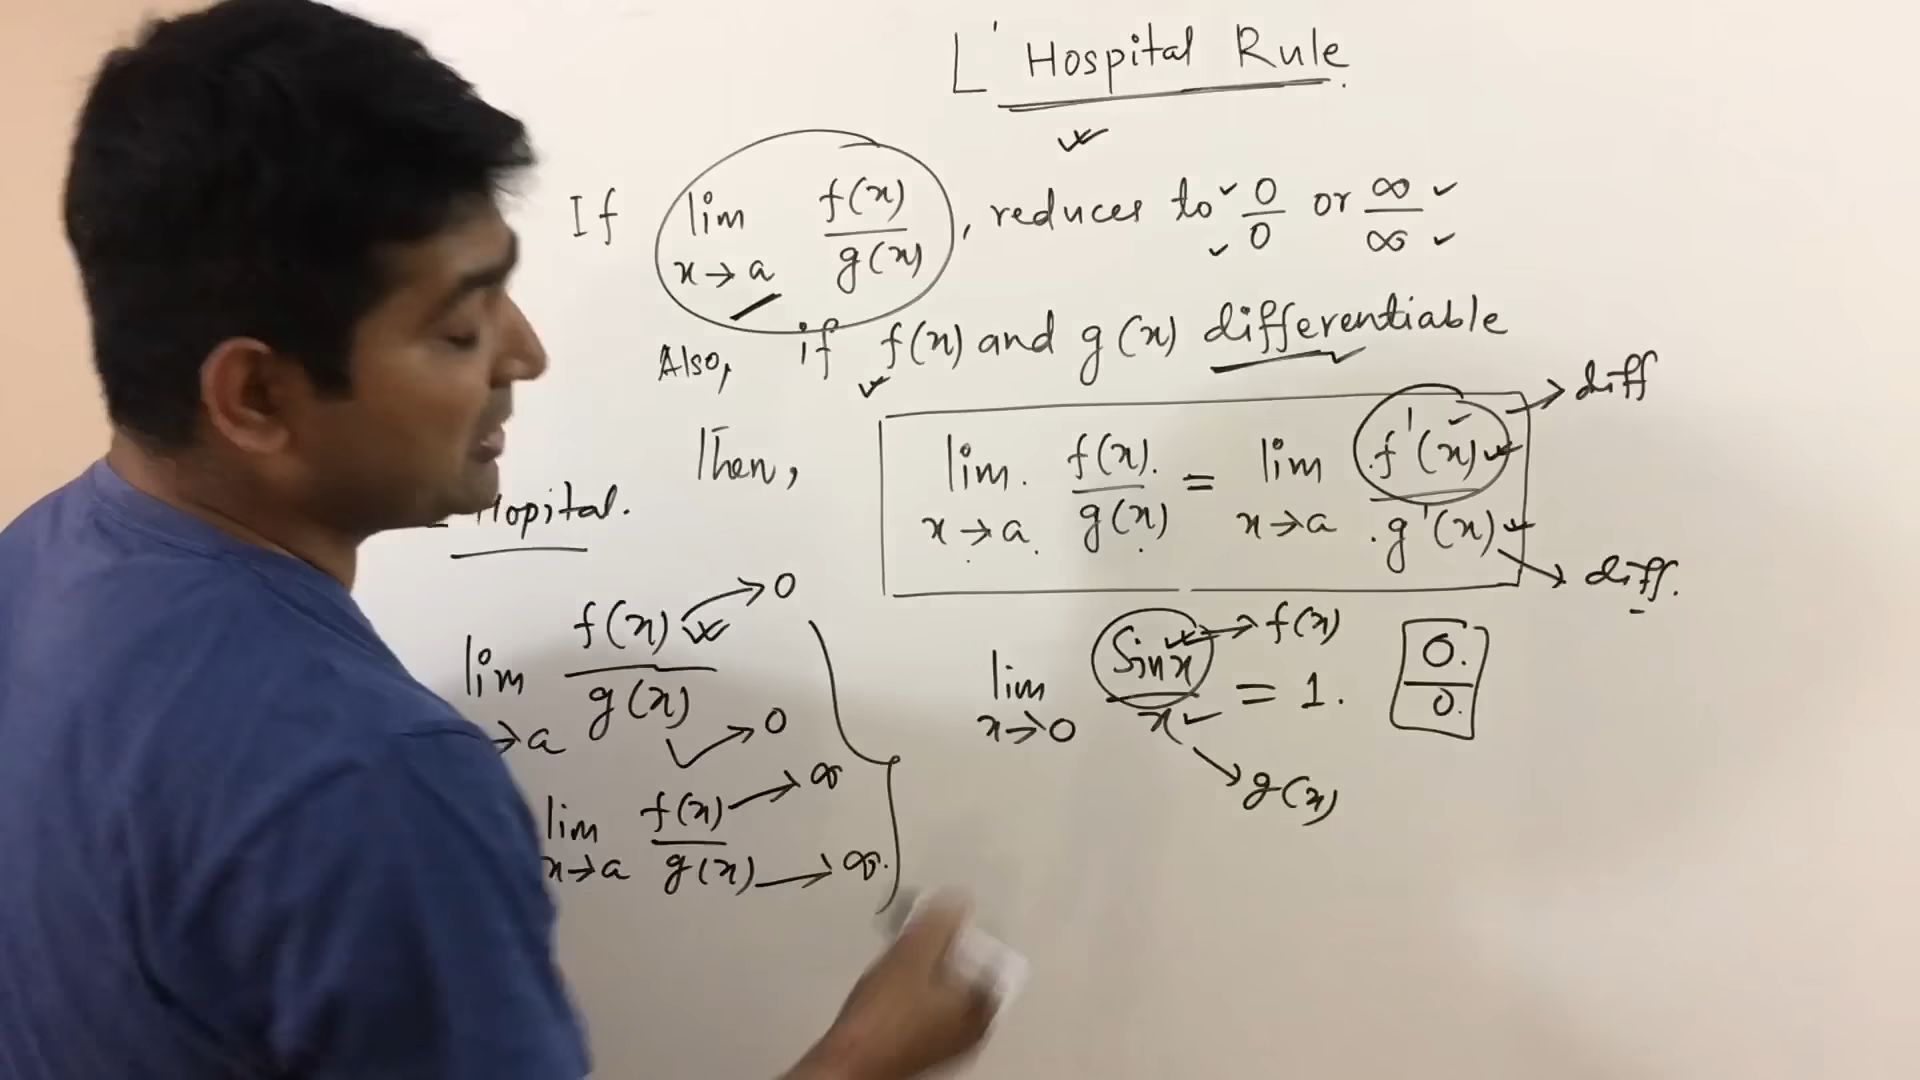 L' Hospital Rule.
If lim x→a f(x)/g(x), reduces to 0/0 or ∞/∞
Also, if f(x) and g(x) differentiable
Then, lim. x→a. f(x)./g(x) = lim x→a f'(x)/g'(x)
→ diff
→ diff.
Hopital.
lim →a f(x)/g(x)
→ 0
→ 0
lim x→a f(x)/g(x)
→ ∞
→ ∞.
lim x→0 Sinx/x = 1.
→ f(x)
→ g(x)
0./0.